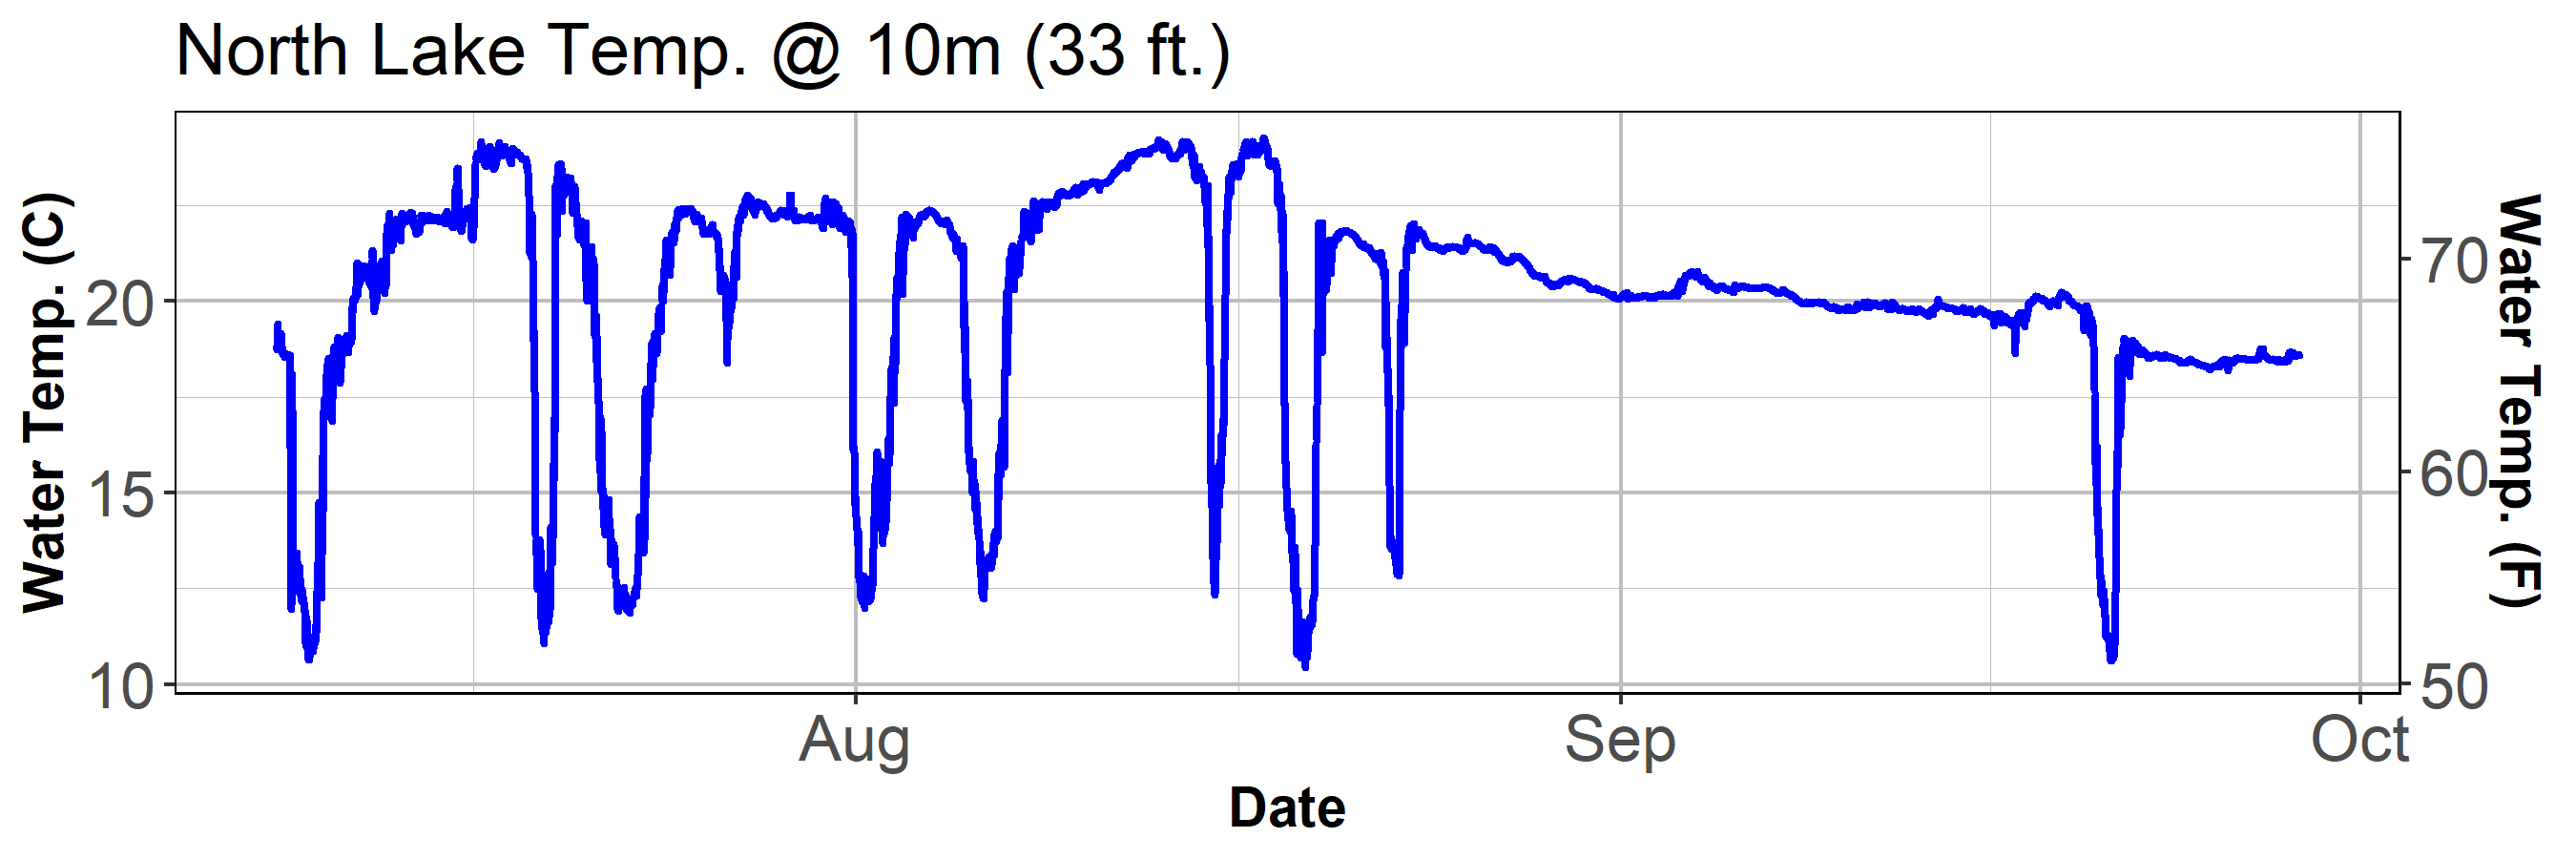 North Lake Temp. @ 10m (33 ft.)
Water Temp. (C)
20
15
10
70
60
50
Water Temp. (F)
Aug
Sep
Oct
Date